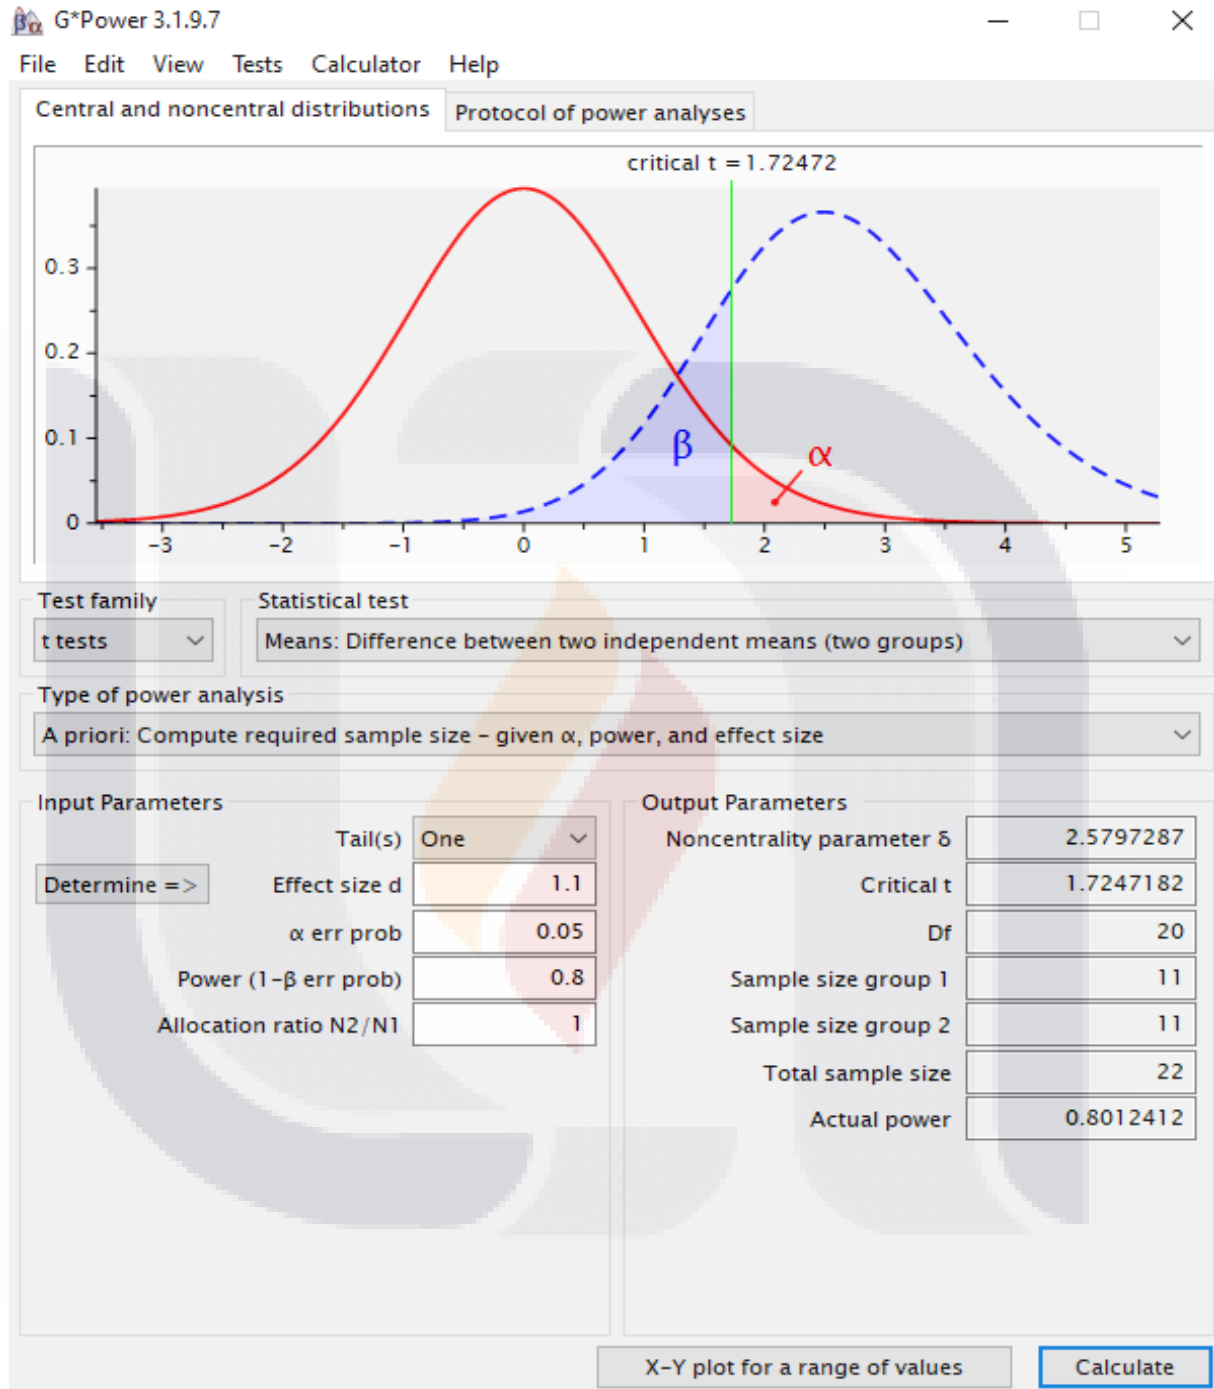 G*Power 3.1.9.7
File Edit View Tests Calculator Help
Central and noncentral distributions Protocol of power analyses
critical t = 1.72472
0.3
0.2
0.1
0
β
α
-3 -2 -1 0 1 2 3 4 5
Test family
t tests
Statistical test
Means: Difference between two independent means (two groups)
Type of power analysis
A priori: Compute required sample size – given α, power, and effect size
Input Parameters
Tail(s) One
Determine => Effect size d 1.1
α err prob 0.05
Power (1-β err prob) 0.8
Allocation ratio N2/N1 1
Output Parameters
Noncentrality parameter δ 2.5797287
Critical t 1.7247182
Df 20
Sample size group 1 11
Sample size group 2 11
Total sample size 22
Actual power 0.8012412
X-Y plot for a range of values Calculate